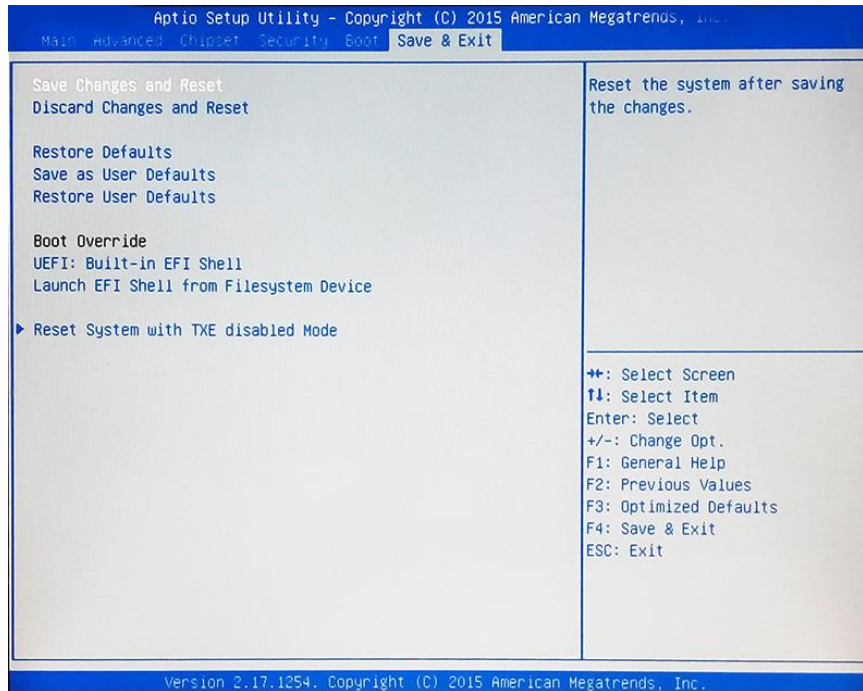 Aptio Setup Utility - Copyright (C) 2015 American Megatrends, Inc.
Main Advanced Chipset Security Boot Save & Exit
Save Changes and Reset
Discard Changes and Reset
Restore Defaults
Save as User Defaults
Restore User Defaults
Boot Override
UEFI: Built-in EFI Shell
Launch EFI Shell from Filesystem Device
▶ Reset System with TXE disabled Mode
Reset the system after saving
the changes.
→←: Select Screen
↑↓: Select Item
Enter: Select
+/-: Change Opt.
F1: General Help
F2: Previous Values
F3: Optimized Defaults
F4: Save & Exit
ESC: Exit
Version 2.17.1254. Copyright (C) 2015 American Megatrends, Inc.